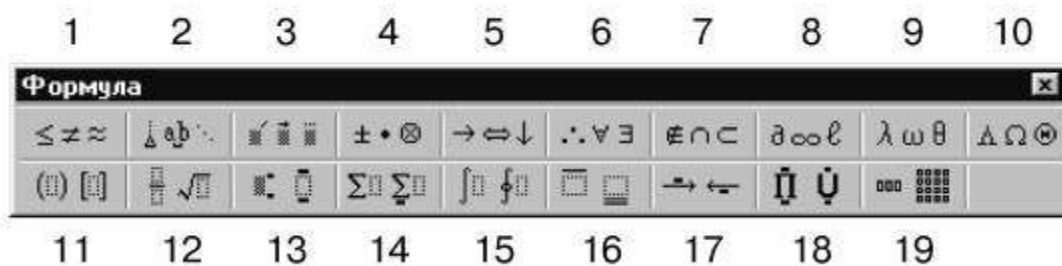 1 2 3 4 5 6 7 8 9 10
Формула
≤ ≠ ≈ ab ⋱ ± • ⊗ → ⇔ ↓ ∴ ∀ ∃ ∉ ∩ ⊂ ∂ ∞ ℓ λ ω θ Λ Ω Θ
(▯) [▯] √▯ Σ▯ Σ▯ ∫▯ ∮▯ → ← Π Ụ
11 12 13 14 15 16 17 18 19